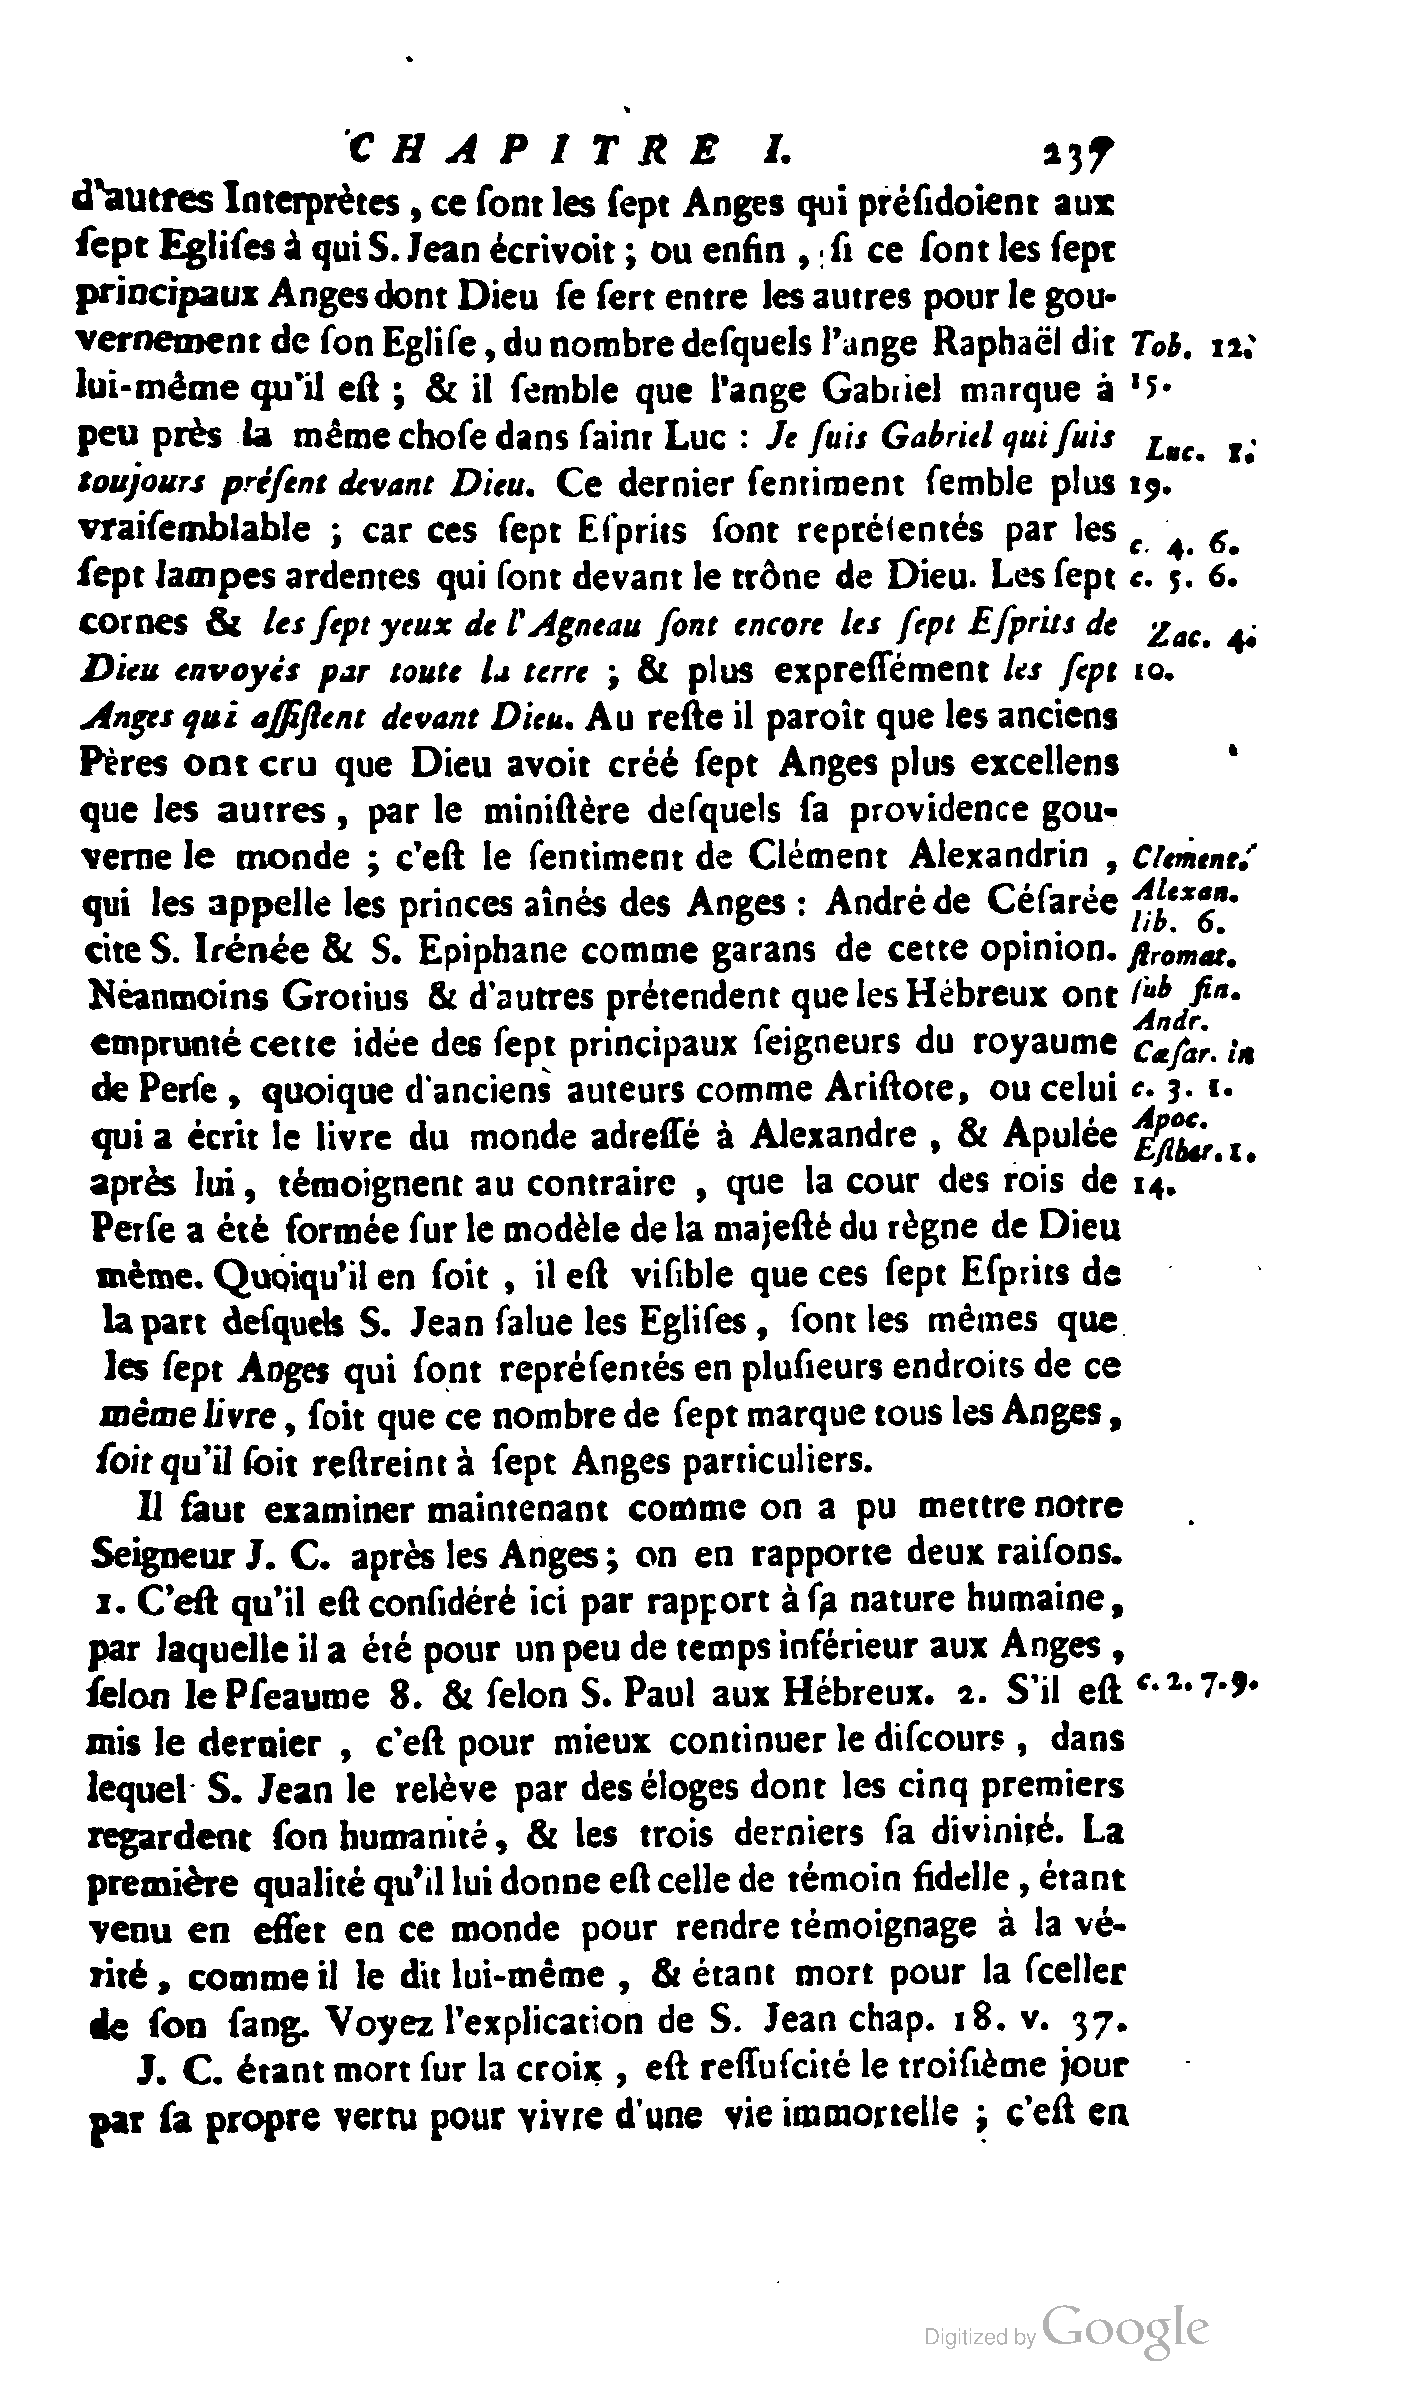 CHAPITRE I. 237
d'autres Interprètes, ce ſont les ſept Anges qui préſidoient aux
ſept Egliſes à qui S. Jean écrivoit ; ou enfin, ſi ce ſont les ſept
principaux Anges dont Dieu ſe ſert entre les autres pour le gou-
vernement de ſon Egliſe, du nombre deſquels l'ange Raphaël dit
lui-même qu'il eſt ; & il ſemble que l'ange Gabriel marque à
peu près la même choſe dans ſaint Luc : Je ſuis Gabriel qui ſuis
toujours préſent devant Dieu. Ce dernier ſentiment ſemble plus
vraiſemblable ; car ces ſept Eſprits ſont repréſentés par les
ſept lampes ardentes qui ſont devant le trône de Dieu. Les ſept
cornes & les ſept yeux de l'Agneau ſont encore les ſept Eſprits de
Dieu envoyés par toute la terre ; & plus expreſſément les ſept
Anges qui aſſiſtent devant Dieu. Au reſte il paroît que les anciens
Pères ont cru que Dieu avoit créé ſept Anges plus excellens
que les autres, par le miniſtère deſquels ſa providence gou-
verne le monde ; c'eſt le ſentiment de Clément Alexandrin,
qui les appelle les princes aînés des Anges : André de Céſarée
cite S. Irénée & S. Epiphane comme garans de cette opinion.
Néanmoins Grotius & d'autres prétendent que les Hébreux ont
emprunté cette idée des ſept principaux ſeigneurs du royaume
de Perſe, quoique d'anciens auteurs comme Ariſtote, ou celui
qui a écrit le livre du monde adreſſé à Alexandre, & Apulée
après lui, témoignent au contraire, que la cour des rois de
Perſe a été formée ſur le modèle de la majeſté du règne de Dieu
même. Quoiqu'il en ſoit, il eſt viſible que ces ſept Eſprits de
la part deſquels S. Jean ſalue les Egliſes, ſont les mêmes que
les ſept Anges qui ſont repréſentés en pluſieurs endroits de ce
même livre, ſoit que ce nombre de ſept marque tous les Anges,
ſoit qu'il ſoit reſtreint à ſept Anges particuliers.
Il faut examiner maintenant comme on a pu mettre notre
Seigneur J. C. après les Anges ; on en rapporte deux raiſons.
1. C'eſt qu'il eſt conſidéré ici par rapport à ſa nature humaine,
par laquelle il a été pour un peu de temps inférieur aux Anges,
ſelon le Pſeaume 8. & ſelon S. Paul aux Hébreux. 2. S'il eſt
mis le dernier, c'eſt pour mieux continuer le diſcours, dans
lequel S. Jean le relève par des éloges dont les cinq premiers
regardent ſon humanité, & les trois derniers ſa divinité. La
première qualité qu'il lui donne eſt celle de témoin fidelle, étant
venu en effet en ce monde pour rendre témoignage à la vé-
rité, comme il le dit lui-même, & étant mort pour la ſceller
de ſon ſang. Voyez l'explication de S. Jean chap. 18. v. 37.
J. C. étant mort ſur la croix, eſt reſſuſcité le troiſième jour
par ſa propre vertu pour vivre d'une vie immortelle ; c'eſt en
Tob. 12.
15.
Luc. 1.
19.
c. 4. 6.
c. 5. 6.
Zac. 4.
10.
Clement.
Alexan.
lib. 6.
ſtromat.
ſub fin.
Andr.
Cæſar. in
c. 3. 1.
Apoc.
Eſther. 1.
14.
c. 2. 7. 9.
Digitized by Google